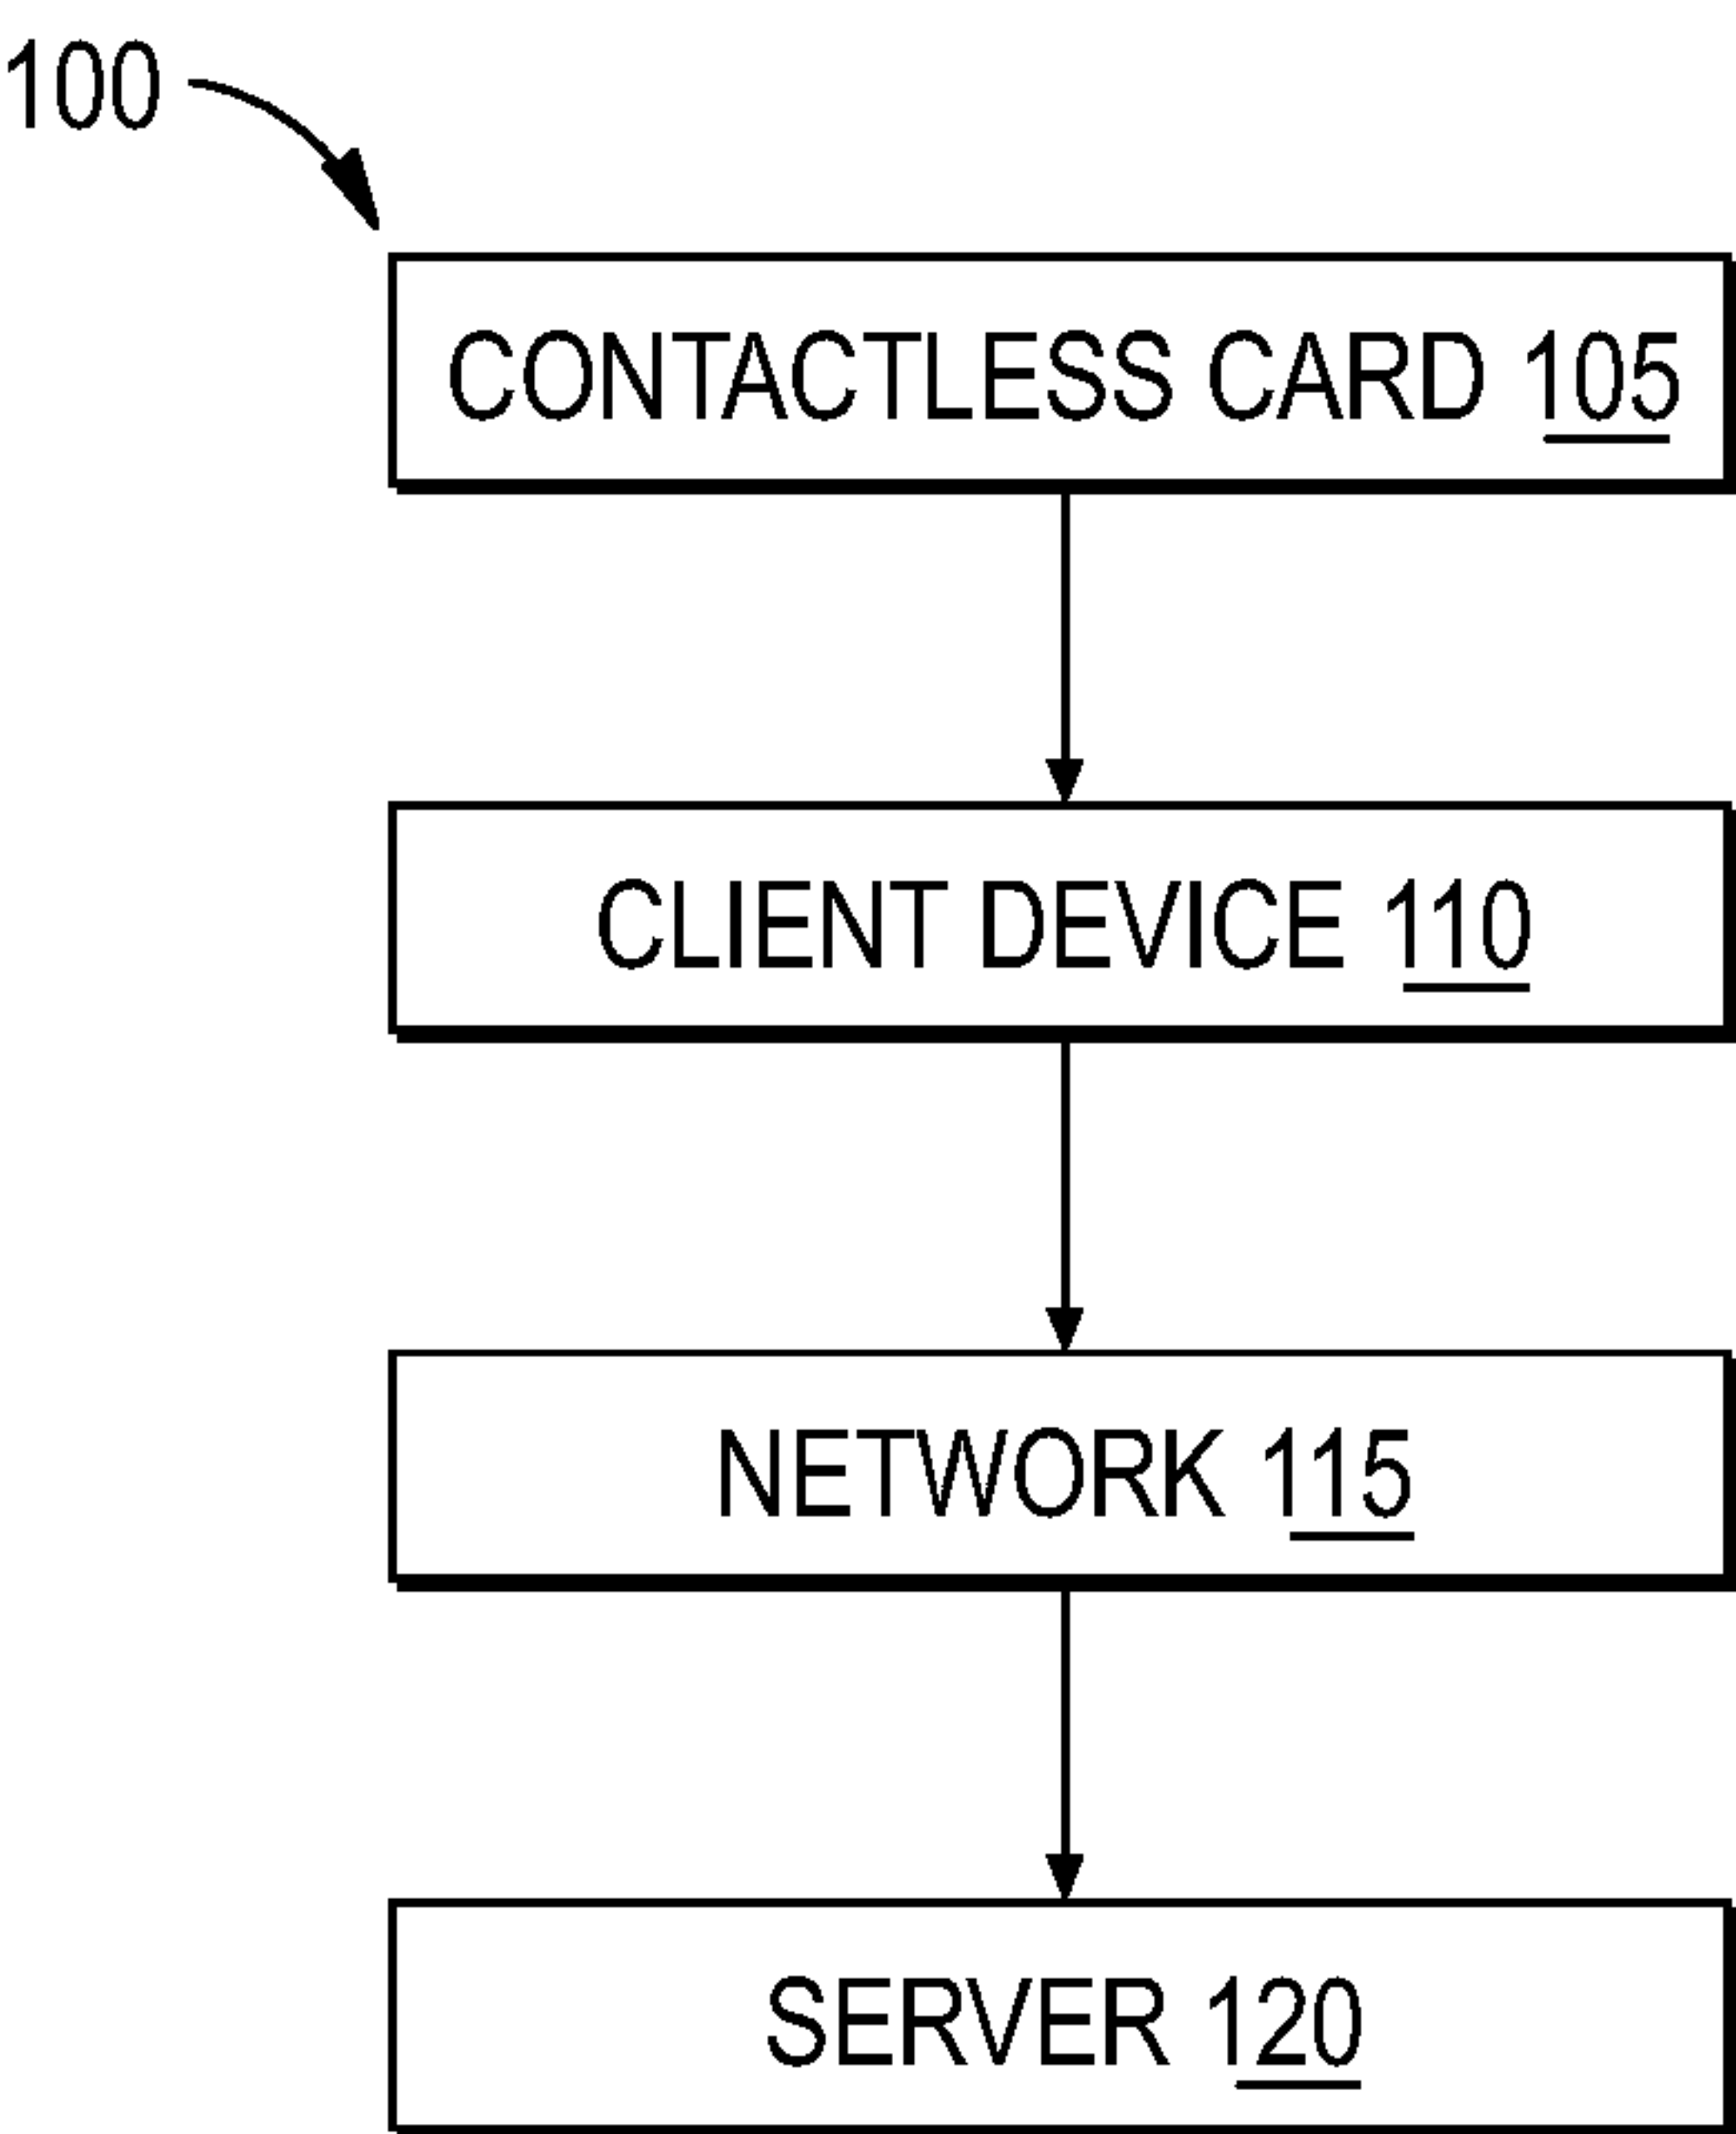 100
CONTACTLESS CARD 105
CLIENT DEVICE 110
NETWORK 115
SERVER 120